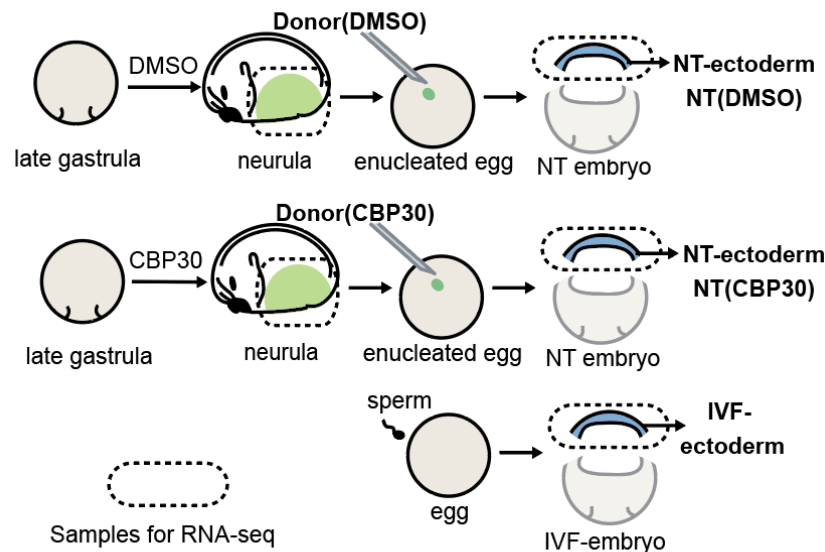 Donor(DMSO)
DMSO
late gastrula
neurula
enucleated egg
NT embryo
NT-ectoderm
NT(DMSO)
Donor(CBP30)
CBP30
late gastrula
neurula
enucleated egg
NT embryo
NT-ectoderm
NT(CBP30)
sperm
egg
IVF-embryo
IVF-
ectoderm
Samples for RNA-seq